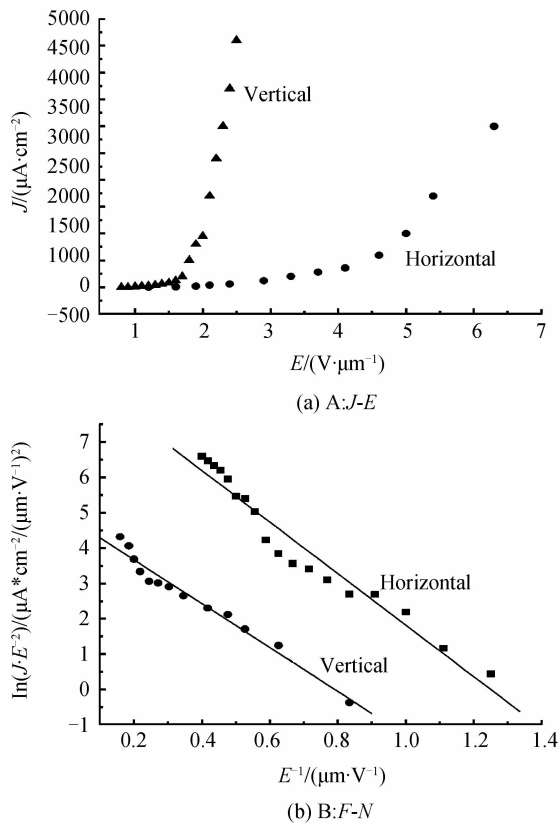 5000
4500
4000
3500
3000
2500
2000
1500
1000
500
0
−500
J/(μA·cm⁻²)
Vertical
Horizontal
1 2 3 4 5 6 7
E/(V·μm⁻¹)
(a) A:J-E
7
6
5
4
3
2
1
0
−1
ln(J·E⁻²)/(μA*cm⁻²/(μm·V⁻¹)²)
Horizontal
Vertical
0.2 0.4 0.6 0.8 1.0 1.2 1.4
E⁻¹/(μm·V⁻¹)
(b) B:F-N